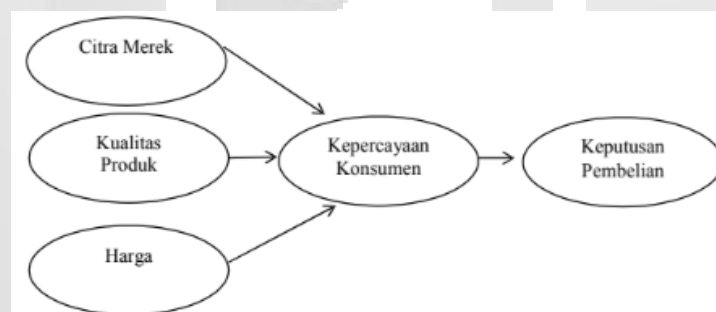 Citra Merek
Kualitas
Produk
Kepercayaan
Konsumen
Keputusan
Pembelian
Harga